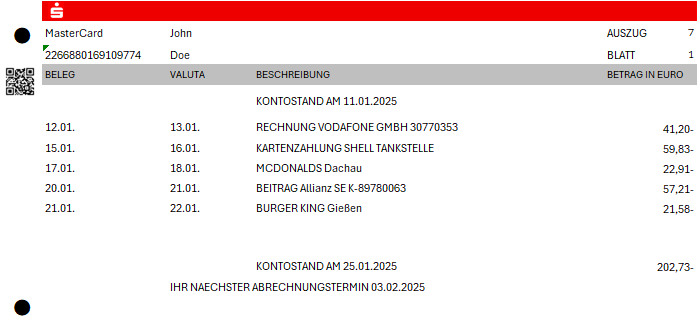 MasterCard John AUSZUG 7
2266880169109774 Doe BLATT 1
BELEG VALUTA BESCHREIBUNG BETRAG IN EURO
KONTOSTAND AM 11.01.2025
12.01. 13.01. RECHNUNG VODAFONE GMBH 30770353 41,20-
15.01. 16.01. KARTENZAHLUNG SHELL TANKSTELLE 59,83-
17.01. 18.01. MCDONALDS Dachau 22,91-
20.01. 21.01. BEITRAG Allianz SE K-89780063 57,21-
21.01. 22.01. BURGER KING Gießen 21,58-
KONTOSTAND AM 25.01.2025 202,73-
IHR NAECHSTER ABRECHNUNGSTERMIN 03.02.2025